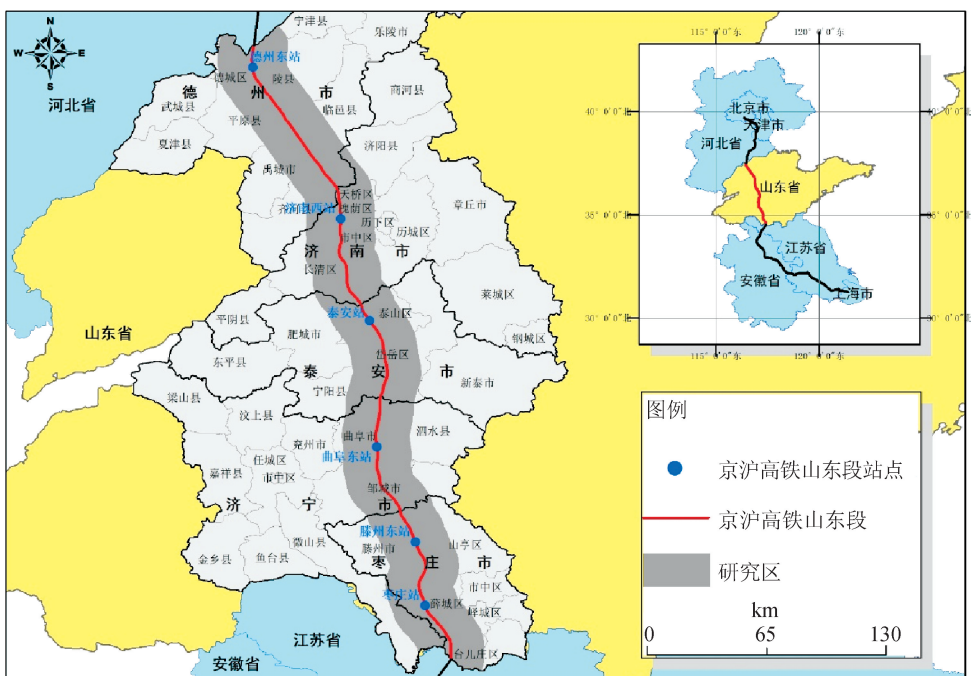 N
W
E
S
宁津县
乐陵市
德州东站
德城区
陵县
河北省
德州市
商河县
武城县
临邑县
平原县
夏津县
济阳县
禹城市
天桥区
济南西站
槐荫区
章丘市
历下区
市中区
历城区
济南市
长清区
莱城区
平阴县
泰安站
泰山区
山东省
肥城市
钢城区
岱岳区
东平县
泰安市
新泰市
梁山县
宁阳县
汶上县
曲阜市
泗水县
兖州市
曲阜东站
任城区
嘉祥县
市中区
邹城市
济宁市
滕州东站
微山县
滕州市
山亭区
金乡县
鱼台县
枣庄市
市中区
枣庄站
薛城区
峄城区
江苏省
台儿庄区
安徽省
115°0′0″东
120°0′0″东
40°0′0″北
北京市
天津市
河北省
山东省
35°0′0″北
江苏省
安徽省
上海市
30°0′0″北
115°0′0″东
120°0′0″东
图例
京沪高铁山东段站点
京沪高铁山东段
研究区
km
0
65
130